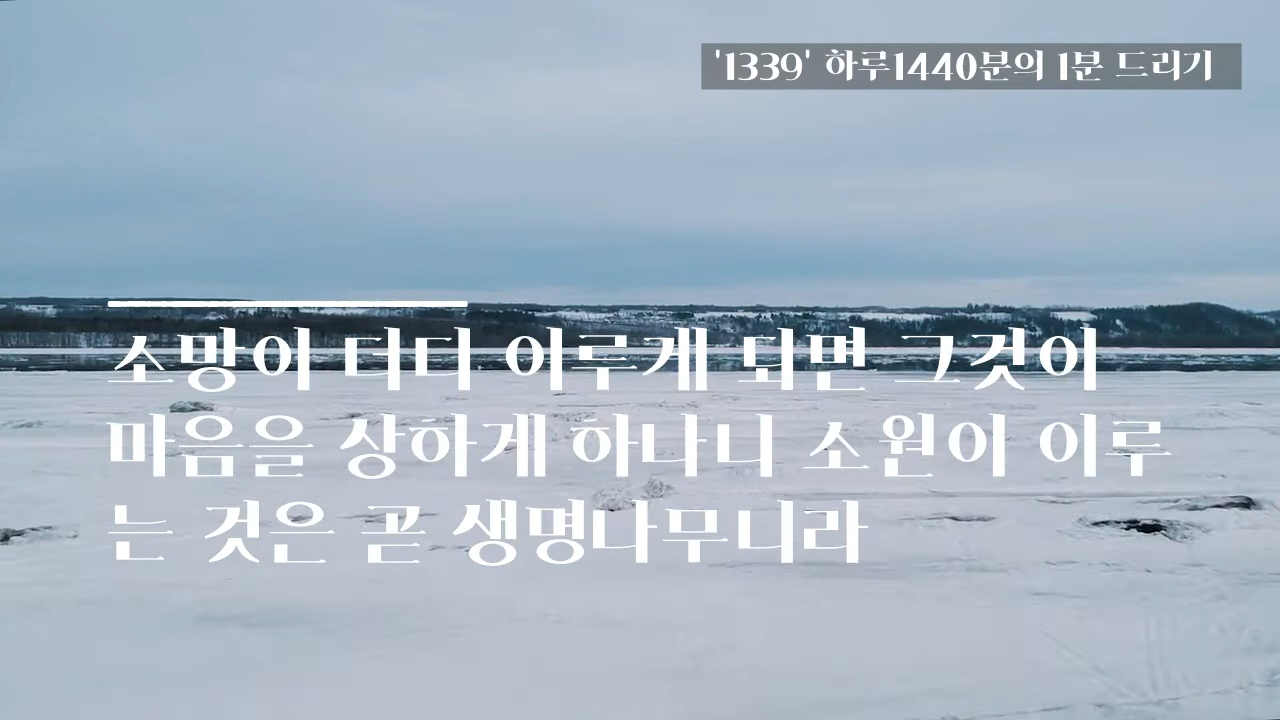 '1339' 하루1440분의 1분 드리기
소망이 더디 이루게 되면 그것이
마음을 상하게 하나니 소원이 이루
는 것은 곧 생명나무니라